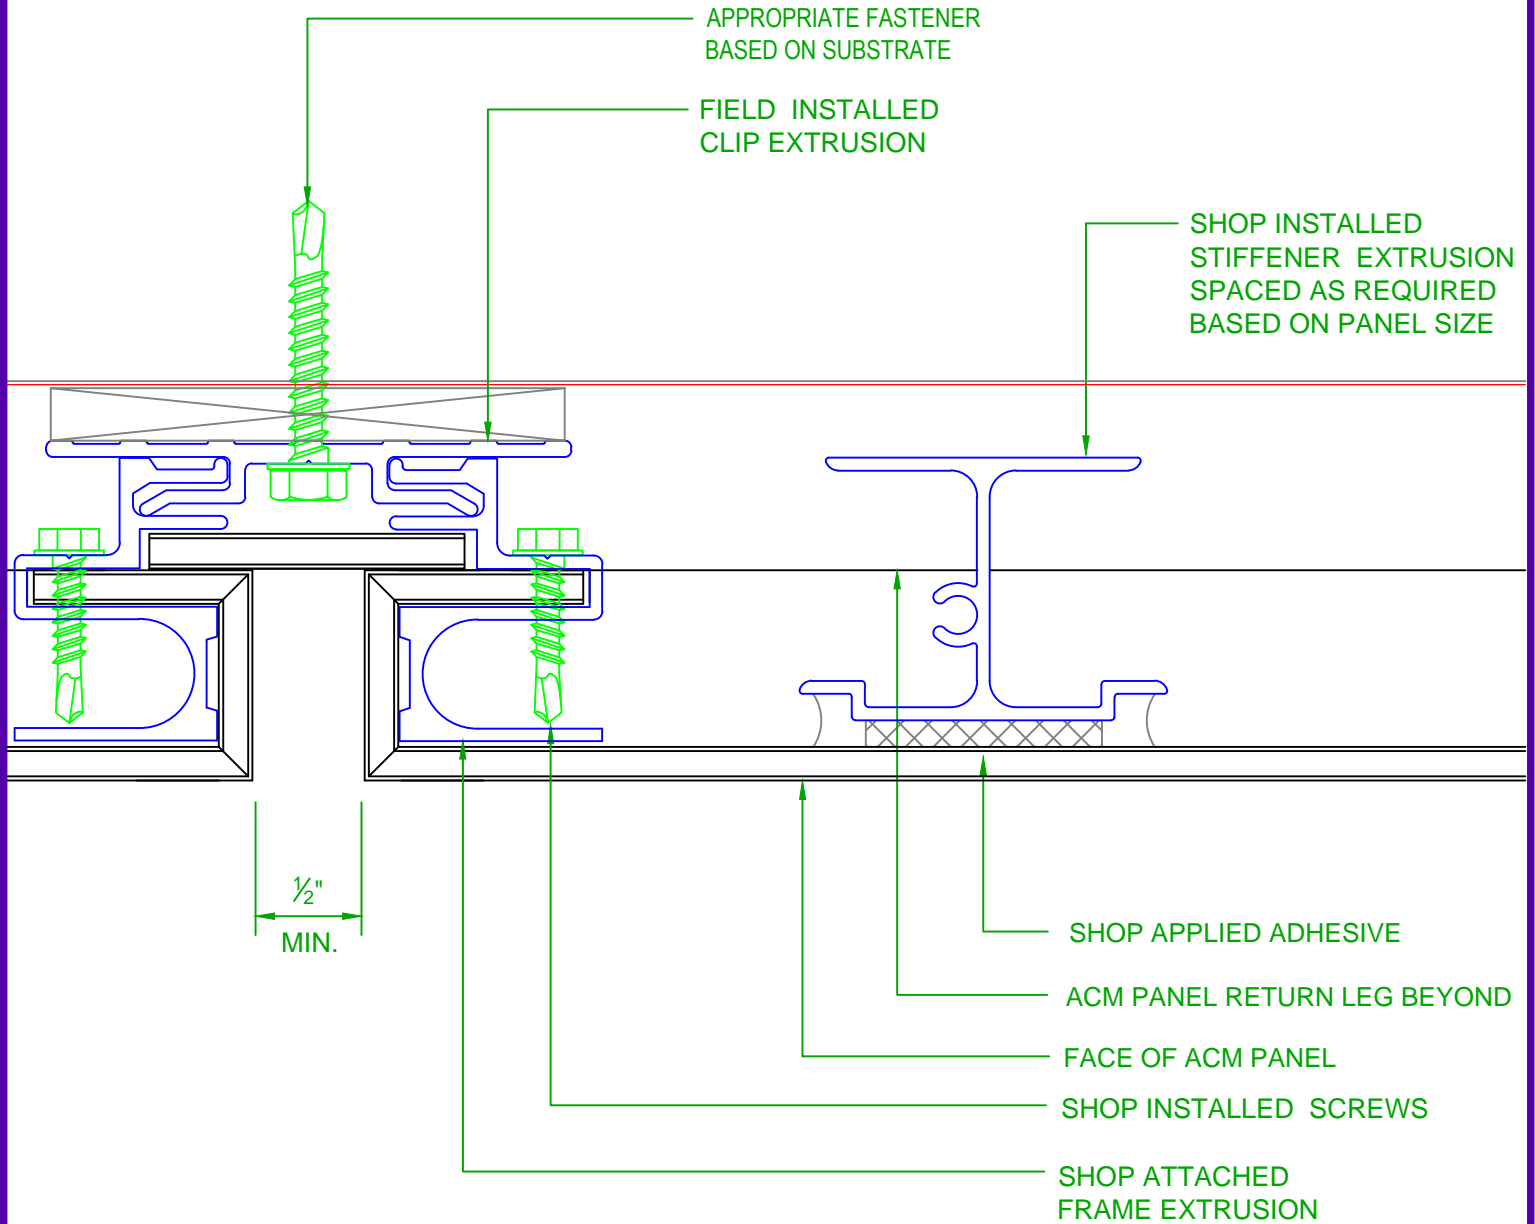 APPROPRIATE FASTENER
BASED ON SUBSTRATE
FIELD INSTALLED
CLIP EXTRUSION
SHOP INSTALLED
STIFFENER EXTRUSION
SPACED AS REQUIRED
BASED ON PANEL SIZE
½"
MIN.
SHOP APPLIED ADHESIVE
ACM PANEL RETURN LEG BEYOND
FACE OF ACM PANEL
SHOP INSTALLED SCREWS
SHOP ATTACHED
FRAME EXTRUSION